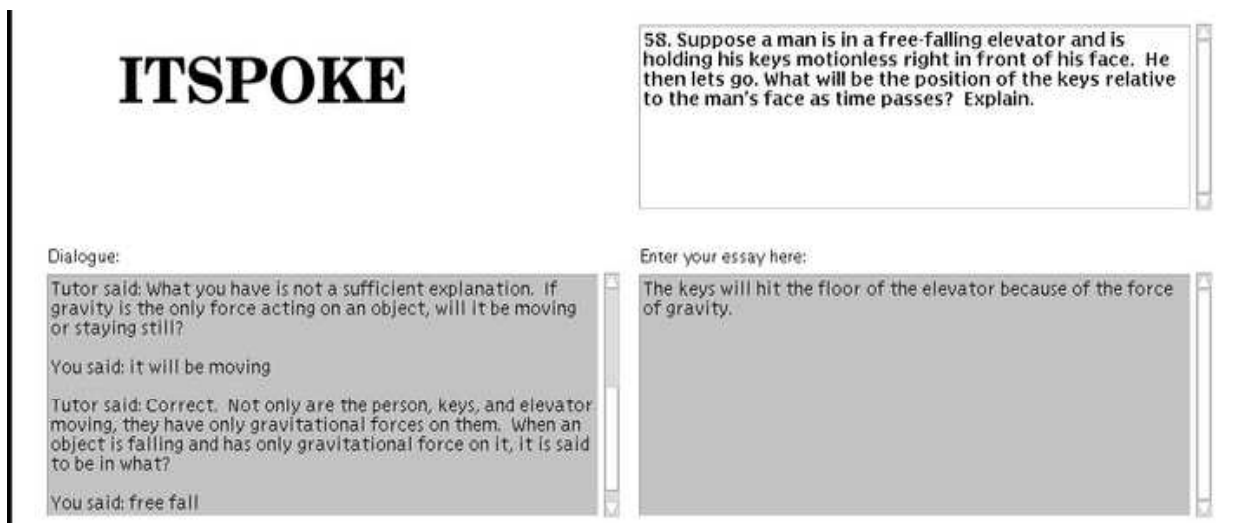 ITSPOKE
58. Suppose a man is in a free-falling elevator and is
holding his keys motionless right in front of his face. He
then lets go. What will be the position of the keys relative
to the man's face as time passes? Explain.
Dialogue:
Tutor said: What you have is not a sufficient explanation. If
gravity is the only force acting on an object, will it be moving
or staying still?
You said: it will be moving
Tutor said: Correct. Not only are the person, keys, and elevator
moving, they have only gravitational forces on them. When an
object is falling and has only gravitational force on it, it is said
to be in what?
You said: free fall
Enter your essay here:
The keys will hit the floor of the elevator because of the force
of gravity.